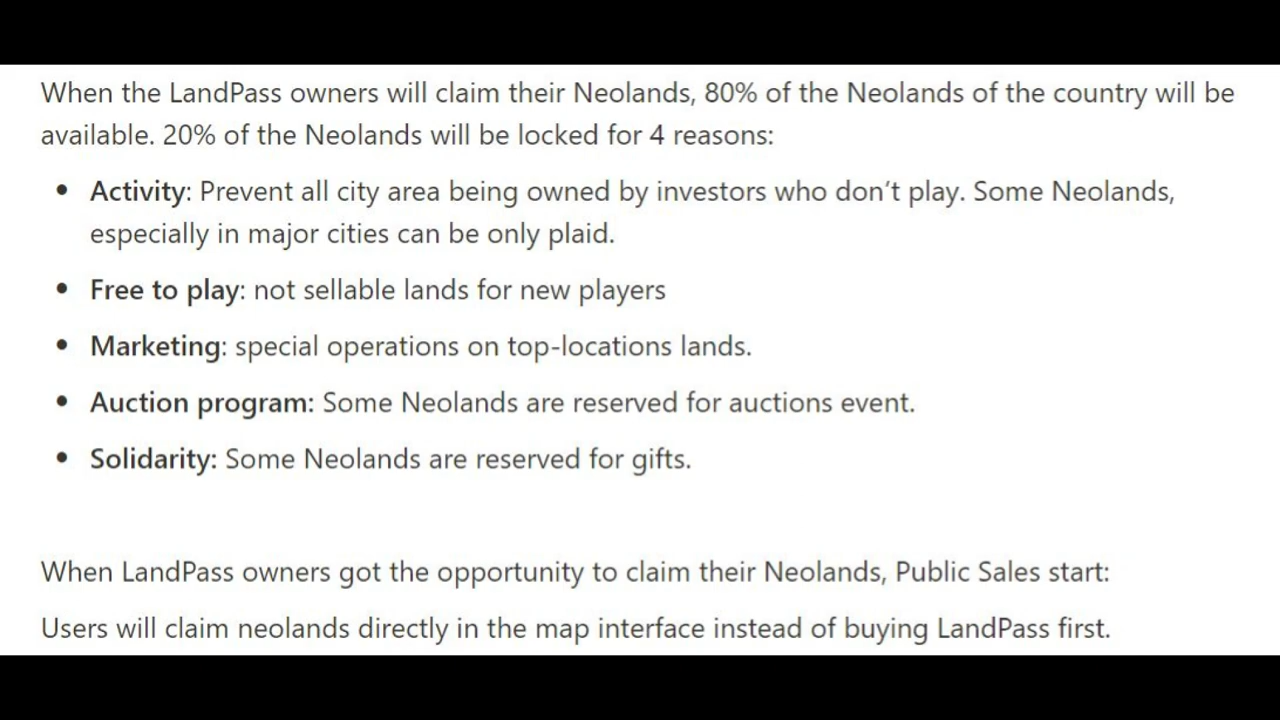 When the LandPass owners will claim their Neolands, 80% of the Neolands of the country will be
available. 20% of the Neolands will be locked for 4 reasons:
• Activity: Prevent all city area being owned by investors who don’t play. Some Neolands,
especially in major cities can be only plaid.
• Free to play: not sellable lands for new players
• Marketing: special operations on top-locations lands.
• Auction program: Some Neolands are reserved for auctions event.
• Solidarity: Some Neolands are reserved for gifts.
When LandPass owners got the opportunity to claim their Neolands, Public Sales start:
Users will claim neolands directly in the map interface instead of buying LandPass first.